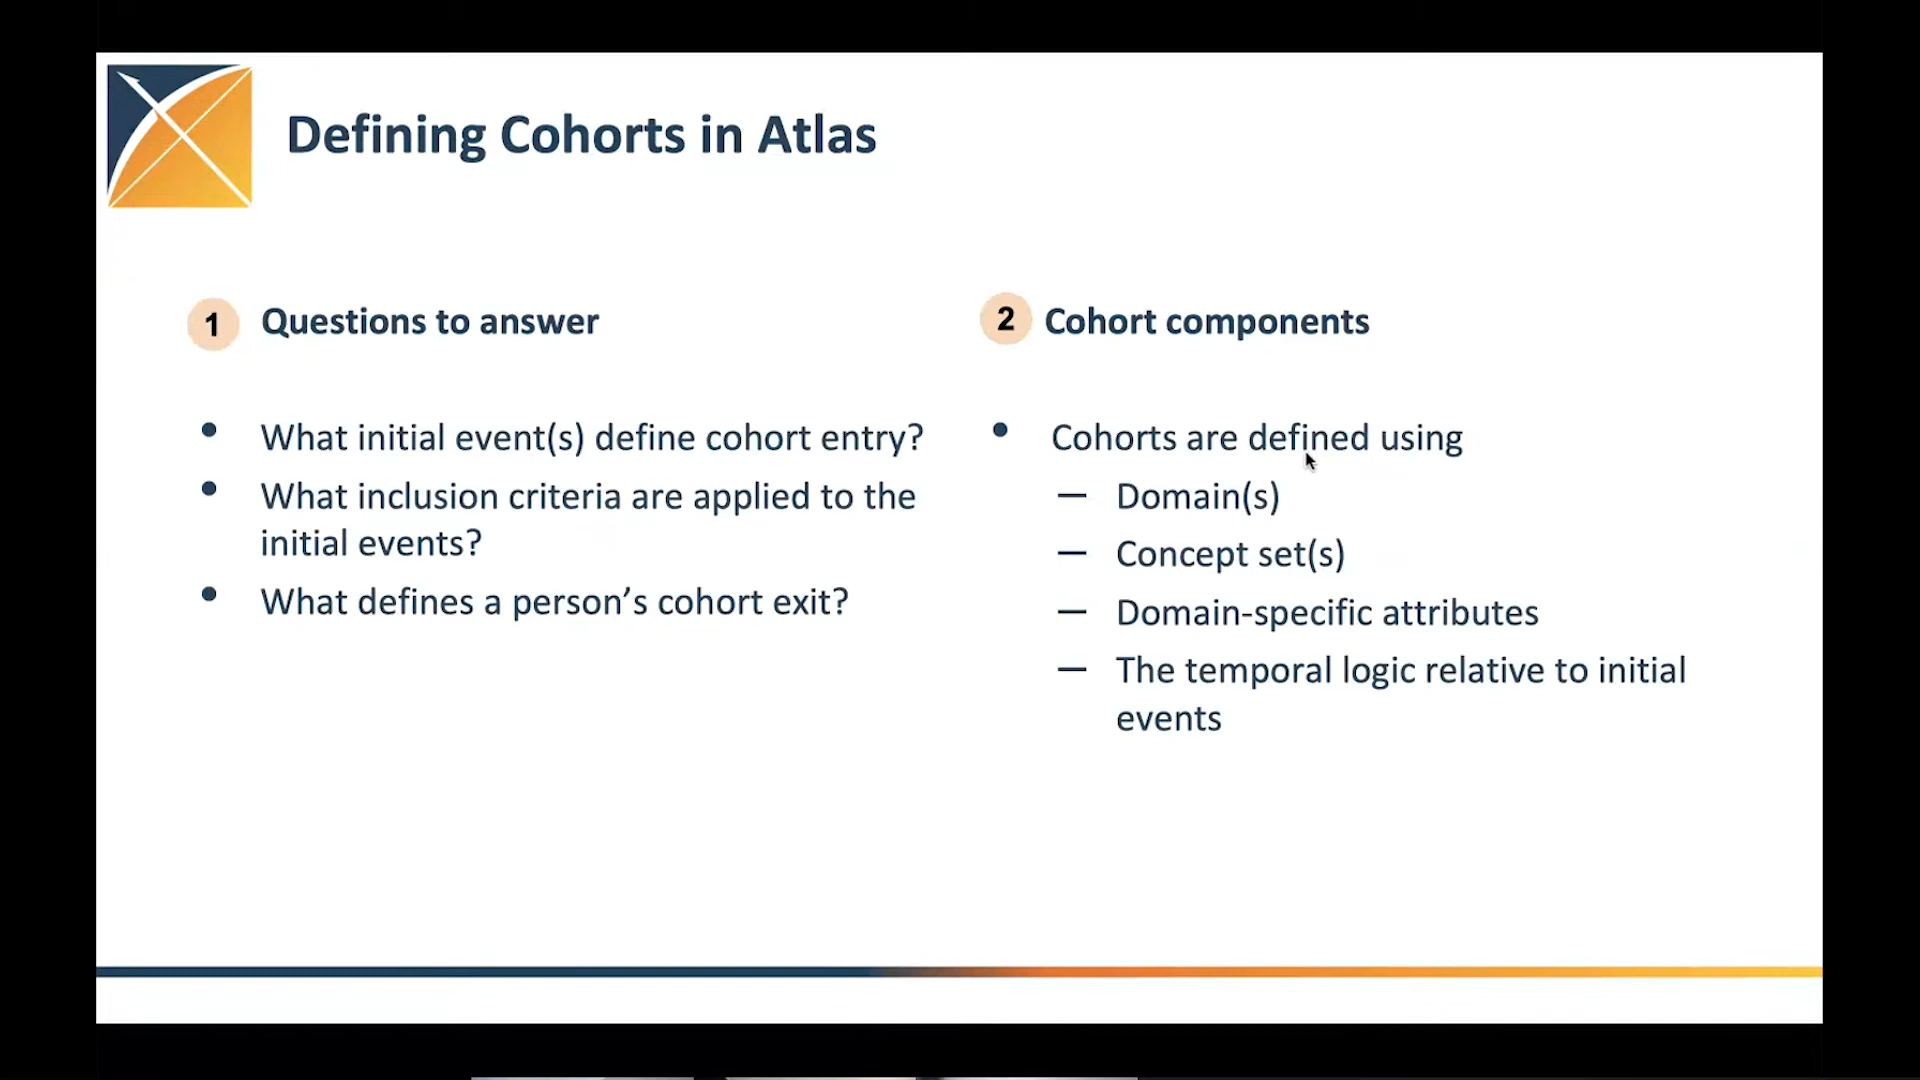 Defining Cohorts in Atlas
1 Questions to answer
• What initial event(s) define cohort entry?
• What inclusion criteria are applied to the
initial events?
• What defines a person’s cohort exit?
2 Cohort components
• Cohorts are defined using
— Domain(s)
— Concept set(s)
— Domain-specific attributes
— The temporal logic relative to initial
events